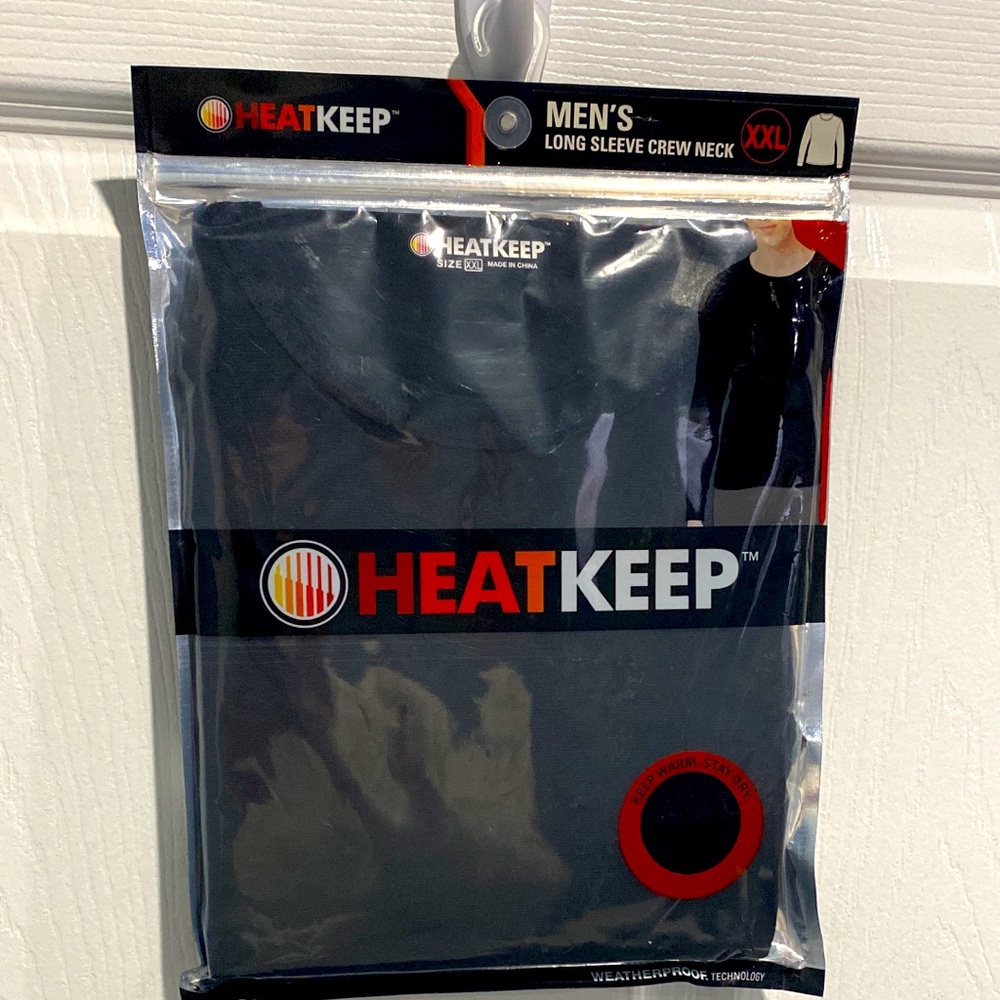 HEATKEEP™
MEN'S
LONG SLEEVE CREW NECK
XXL
HEATKEEP™
SIZE XXL MADE IN CHINA
HEATKEEP™
KEEP WARM. STAY DRY.
WEATHERPROOF. TECHNOLOGY